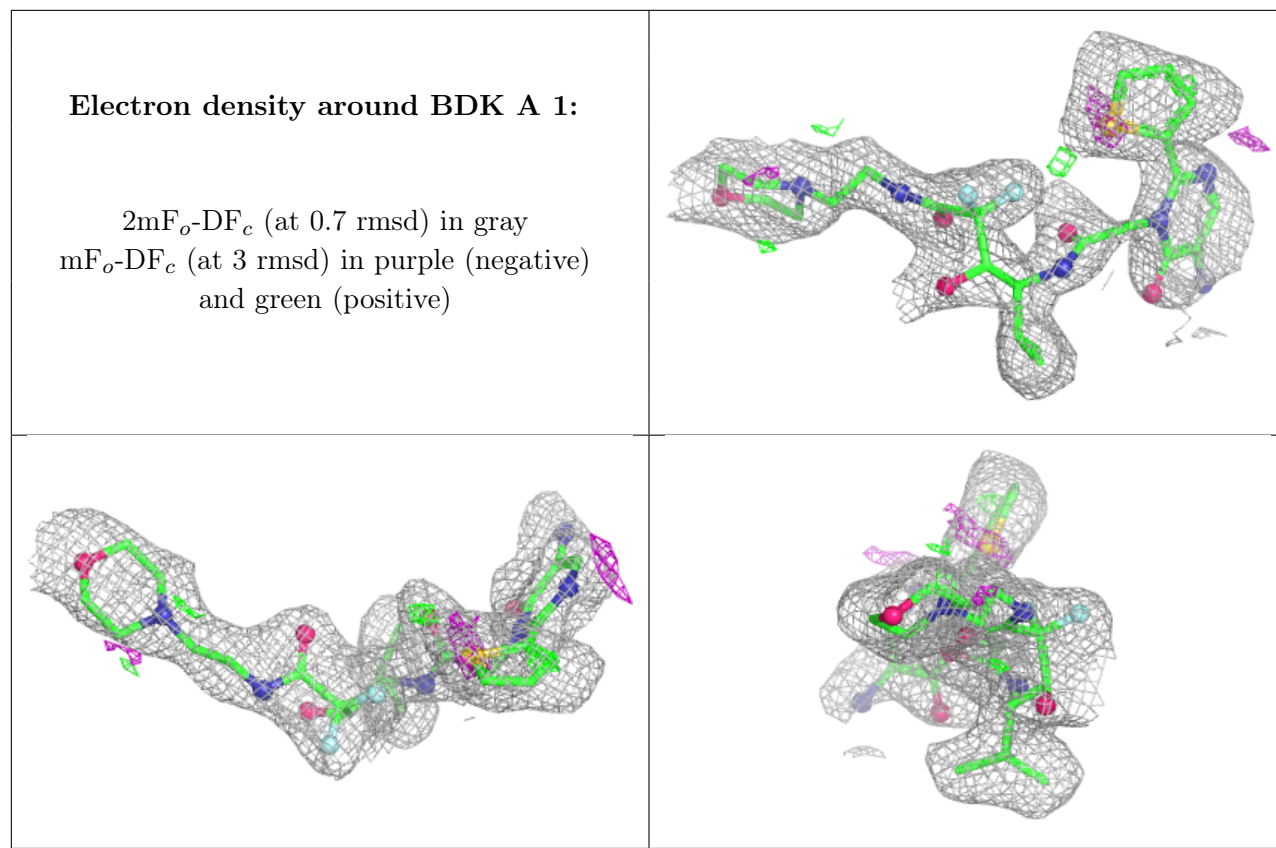 Electron density around BDK A 1:
2mFo-DFc (at 0.7 rmsd) in gray
mFo-DFc (at 3 rmsd) in purple (negative)
and green (positive)